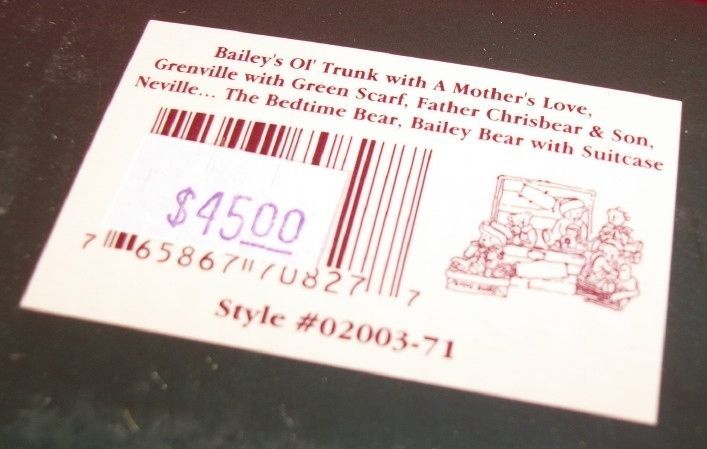 Bailey's Ol' Trunk with A Mother's Love,
Grenville with Green Scarf, Father Chrisbear & Son,
Neville... The Bedtime Bear, Bailey Bear with Suitcase
$4500
7 65867 70827 7
Style #02003-71